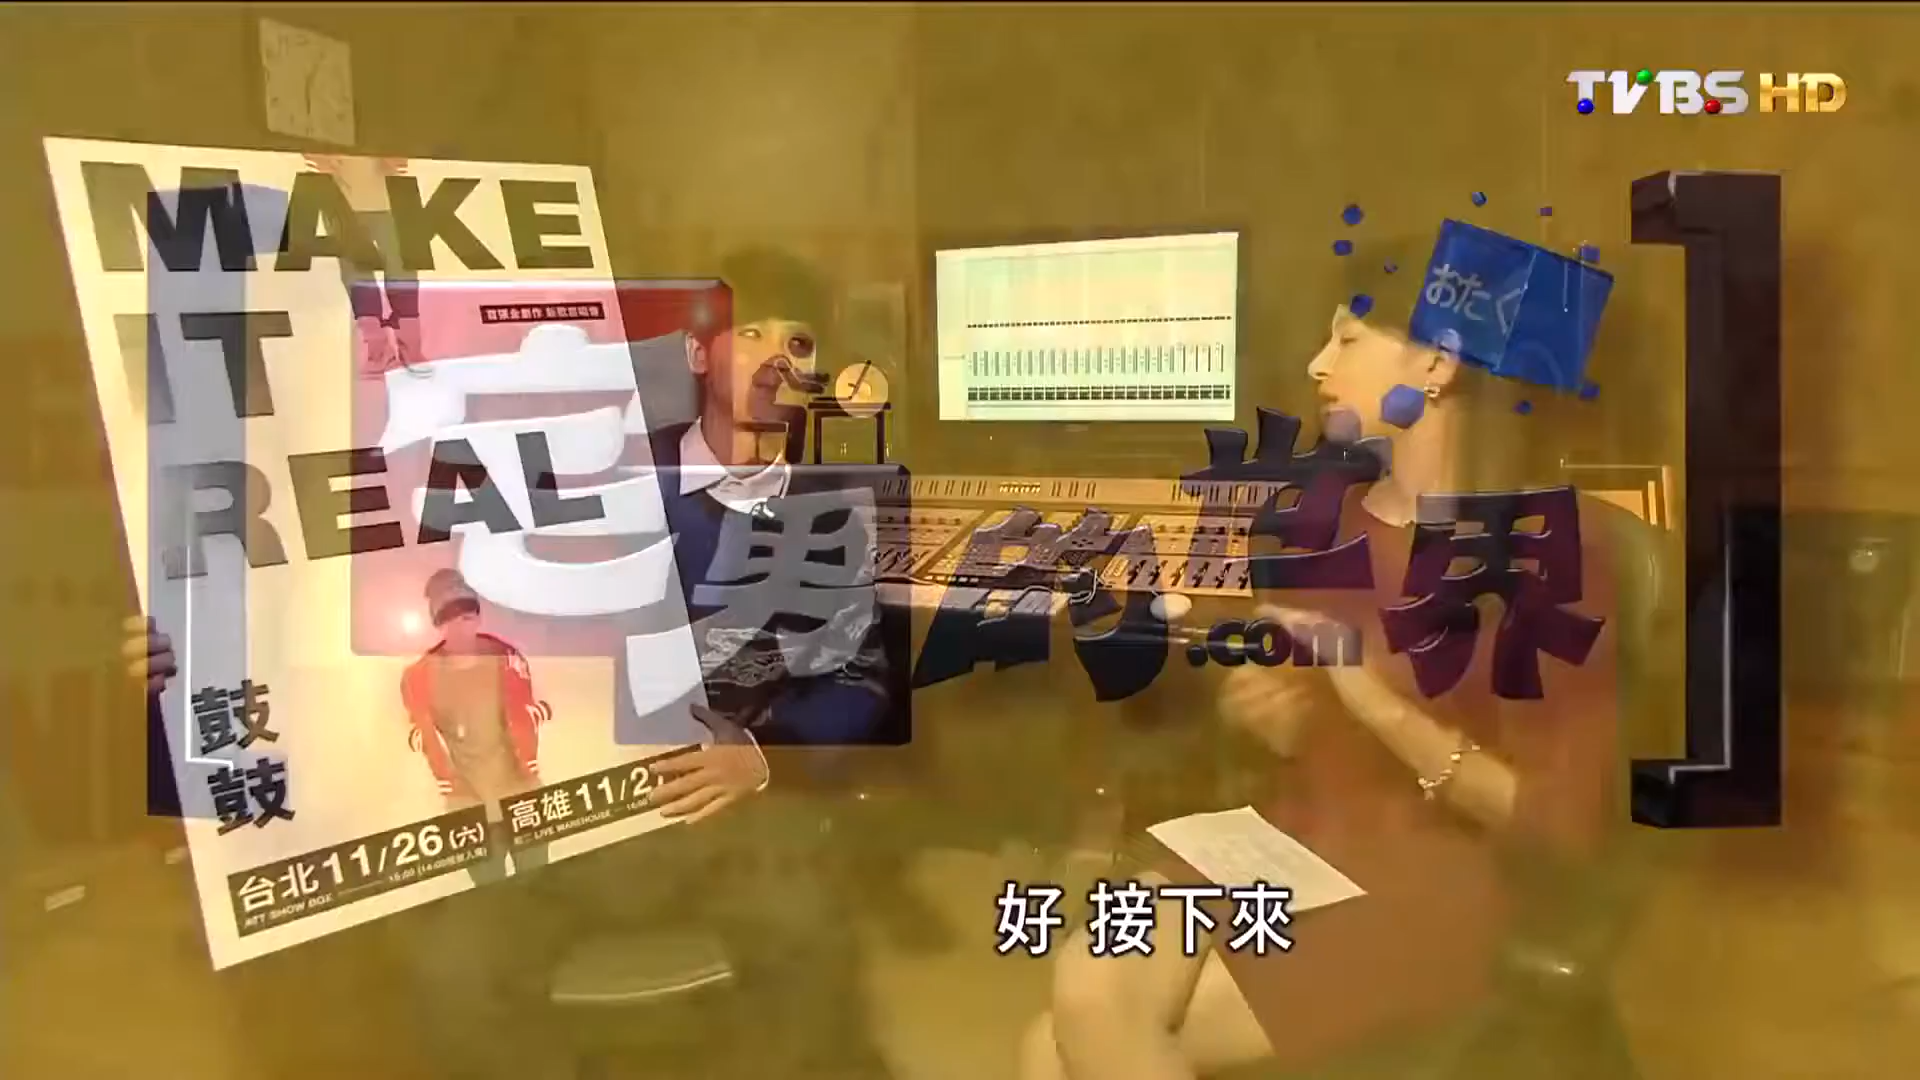 TVBS HD
MAKE
IT
REAL
首張全創作 新歌首唱會
おたく
宅男的世界
.com
鼓鼓
台北11/26(六)
ATT SHOW BOX
高雄11/27
LIVE WAREHOUSE
好 接下來